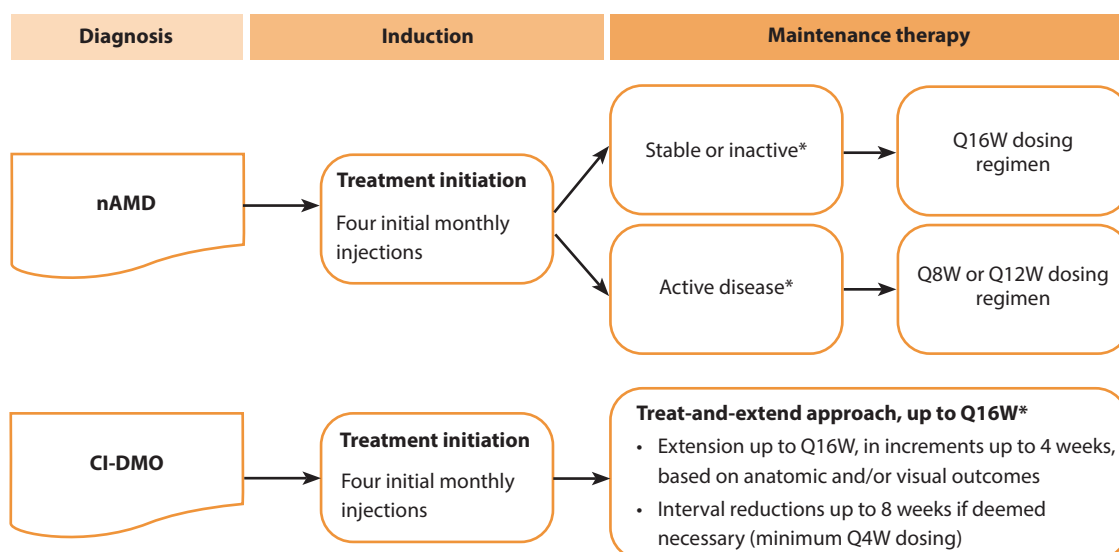 Diagnosis
Induction
Maintenance therapy
nAMD
Treatment initiation
Four initial monthly
injections
Stable or inactive*
Q16W dosing
regimen
Active disease*
Q8W or Q12W dosing
regimen
CI-DMO
Treatment initiation
Four initial monthly
injections
Treat-and-extend approach, up to Q16W*
• Extension up to Q16W, in increments up to 4 weeks,
based on anatomic and/or visual outcomes
• Interval reductions up to 8 weeks if deemed
necessary (minimum Q4W dosing)